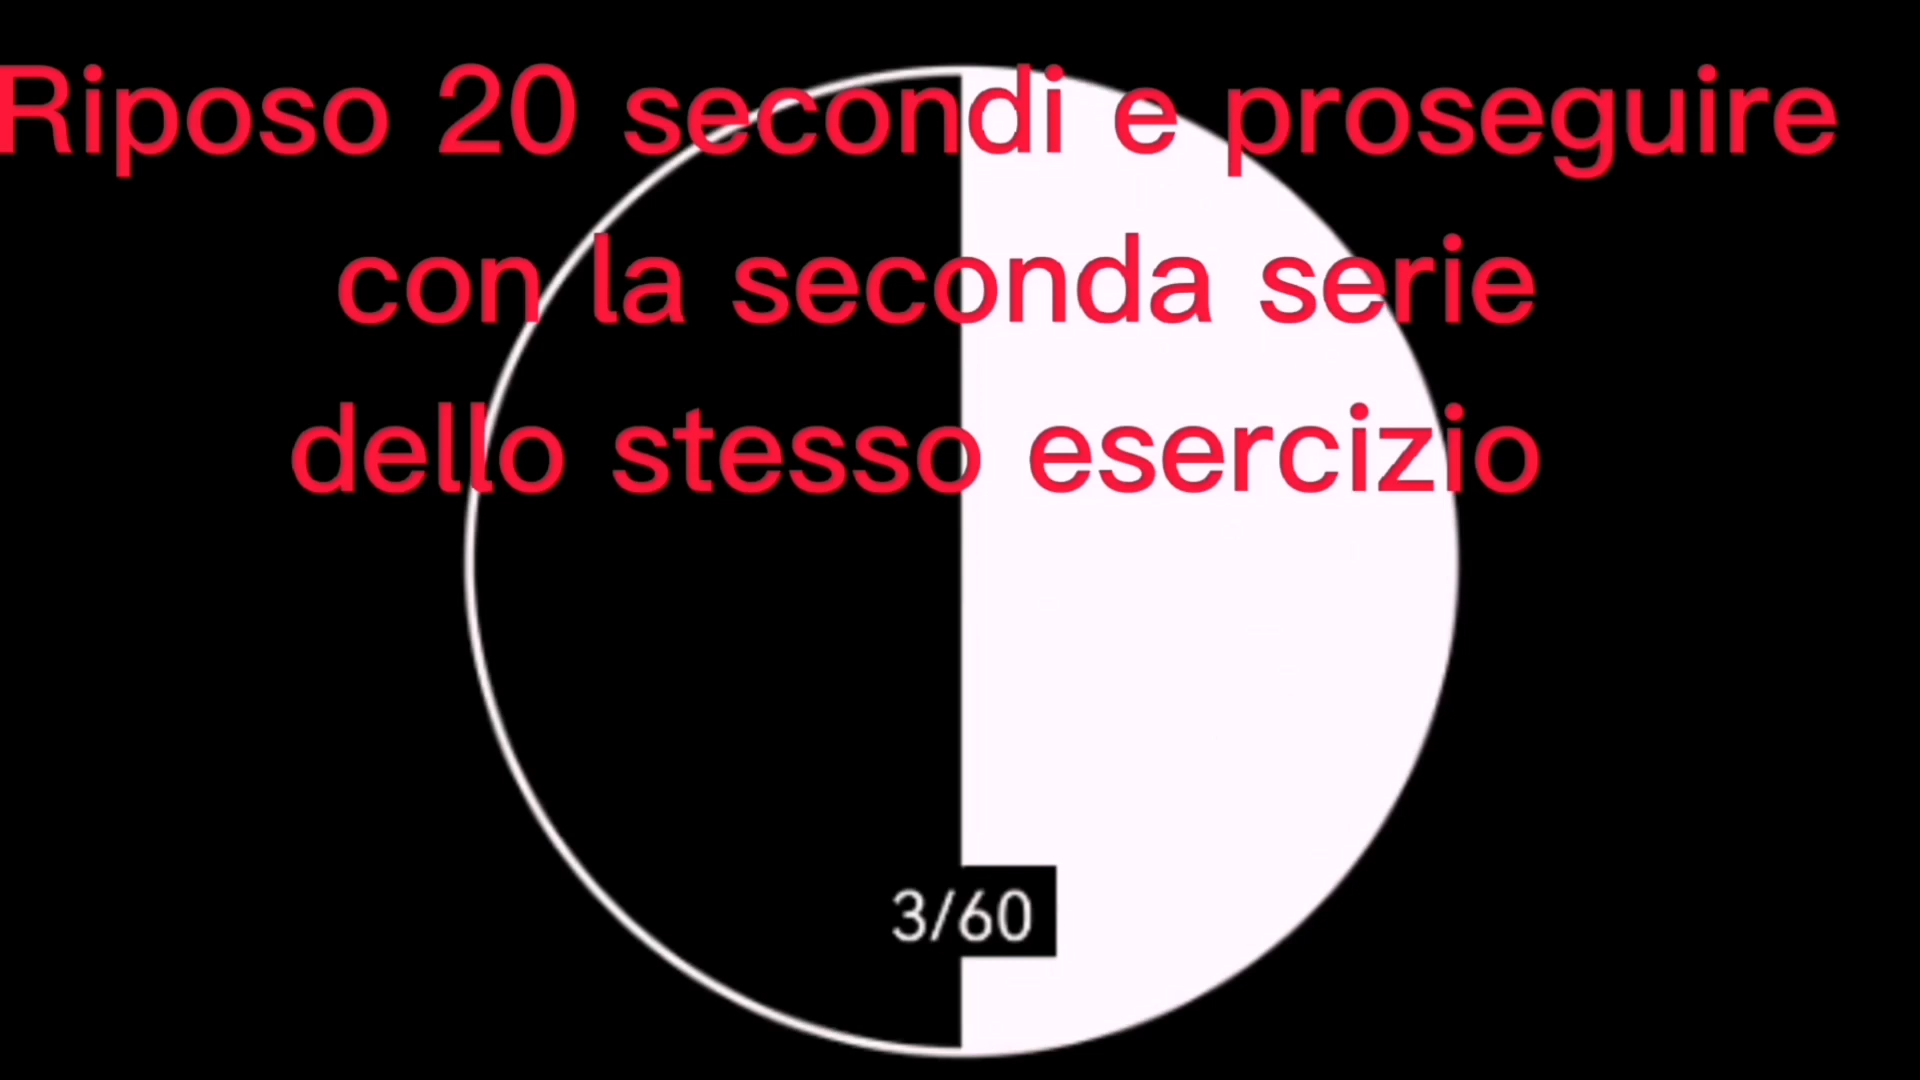 Riposo 20 secondi e proseguire
con la seconda serie
dello stesso esercizio
3/60